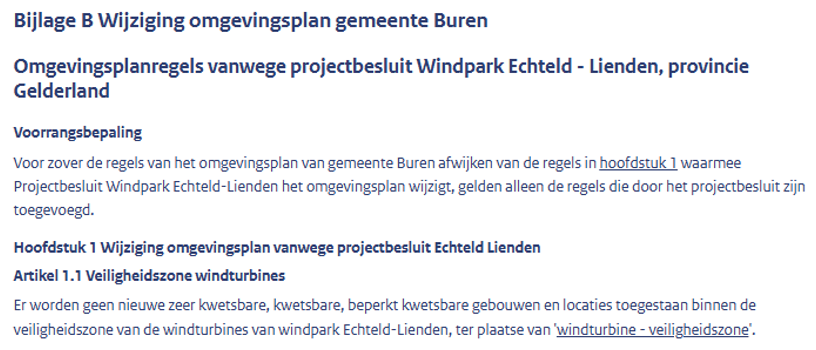 Bijlage B Wijziging omgevingsplan gemeente Buren
Omgevingsplanregels vanwege projectbesluit Windpark Echteld - Lienden, provincie
Gelderland
Voorrangsbepaling
Voor zover de regels van het omgevingsplan van gemeente Buren afwijken van de regels in hoofdstuk 1 waarmee
Projectbesluit Windpark Echteld-Lienden het omgevingsplan wijzigt, gelden alleen de regels die door het projectbesluit zijn
toegevoegd.
Hoofdstuk 1 Wijziging omgevingsplan vanwege projectbesluit Echteld Lienden
Artikel 1.1 Veiligheidszone windturbines
Er worden geen nieuwe zeer kwetsbare, kwetsbare, beperkt kwetsbare gebouwen en locaties toegestaan binnen de
veiligheidszone van de windturbines van windpark Echteld-Lienden, ter plaatse van 'windturbine - veiligheidszone'.